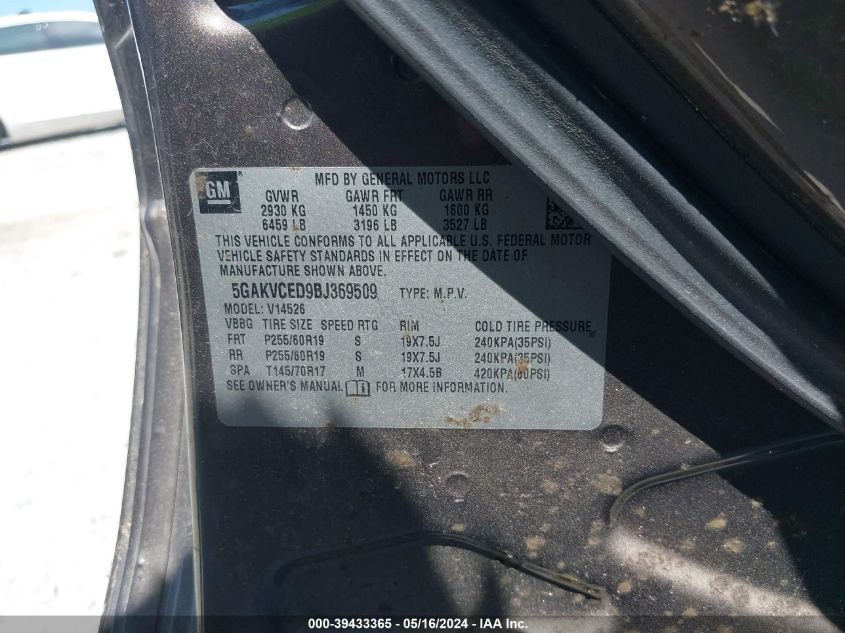 GM
MFD BY GENERAL MOTORS LLC
GVWR GAWR FRT GAWR RR
2930 KG 1450 KG 1600 KG
6459 LB 3196 LB 3527 LB
THIS VEHICLE CONFORMS TO ALL APPLICABLE U.S. FEDERAL MOTOR
VEHICLE SAFETY STANDARDS IN EFFECT ON THE DATE OF
MANUFACTURE SHOWN ABOVE.
5GAKVCED9BJ369509 TYPE: M.P.V.
MODEL: V14526
VBBG TIRE SIZE SPEED RTG RIM COLD TIRE PRESSURE
FRT P255/60R19 S 19X7.5J 240KPA(35PSI)
RR P255/60R19 S 19X7.5J 240KPA(35PSI)
SPA T145/70R17 M 17X4.5B 420KPA(60PSI)
SEE OWNER'S MANUAL FOR MORE INFORMATION.
000-39433365 - 05/16/2024 - IAA Inc.